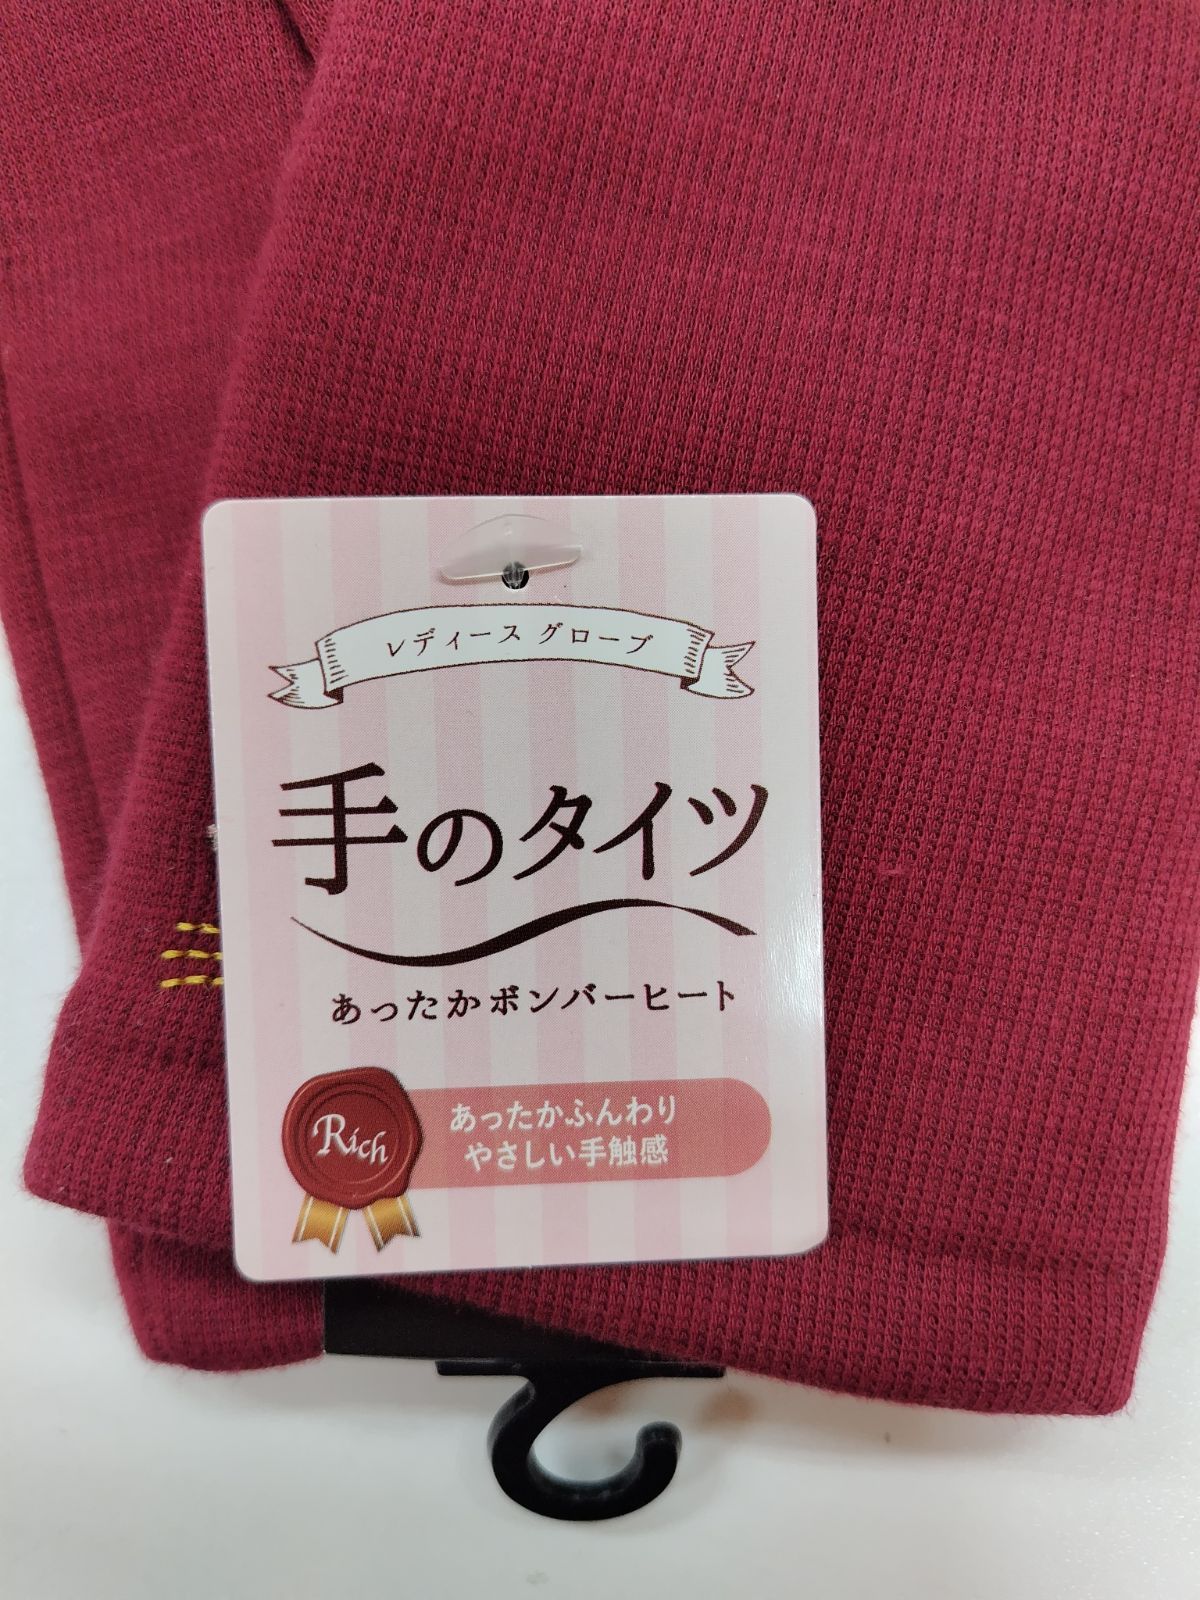 レディース グローブ
手のタイツ
あったかボンバーヒート
Rich
あったかふんわり
やさしい手触感